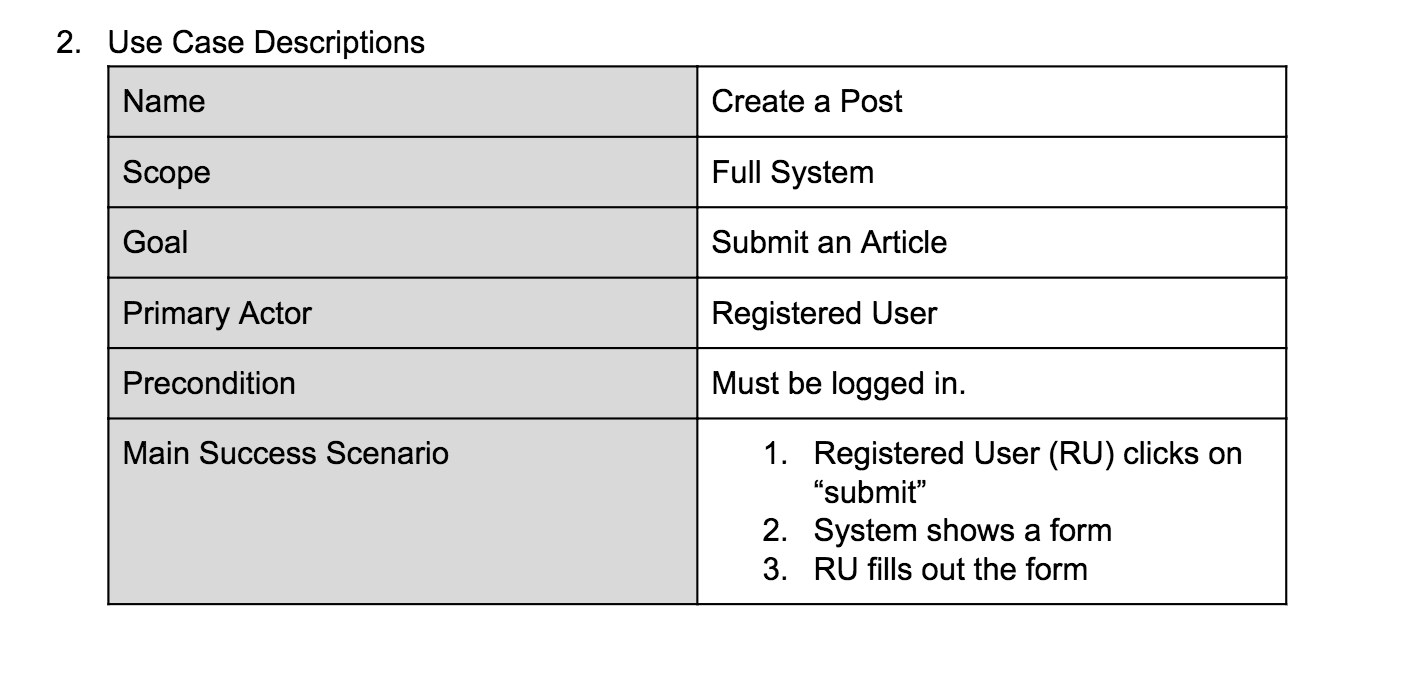 2. Use Case Descriptions
Name
Create a Post
Scope
Full System
Goal
Submit an Article
Primary Actor
Registered User
Precondition
Must be logged in.
Main Success Scenario
1. Registered User (RU) clicks on
“submit”
2. System shows a form
3. RU fills out the form